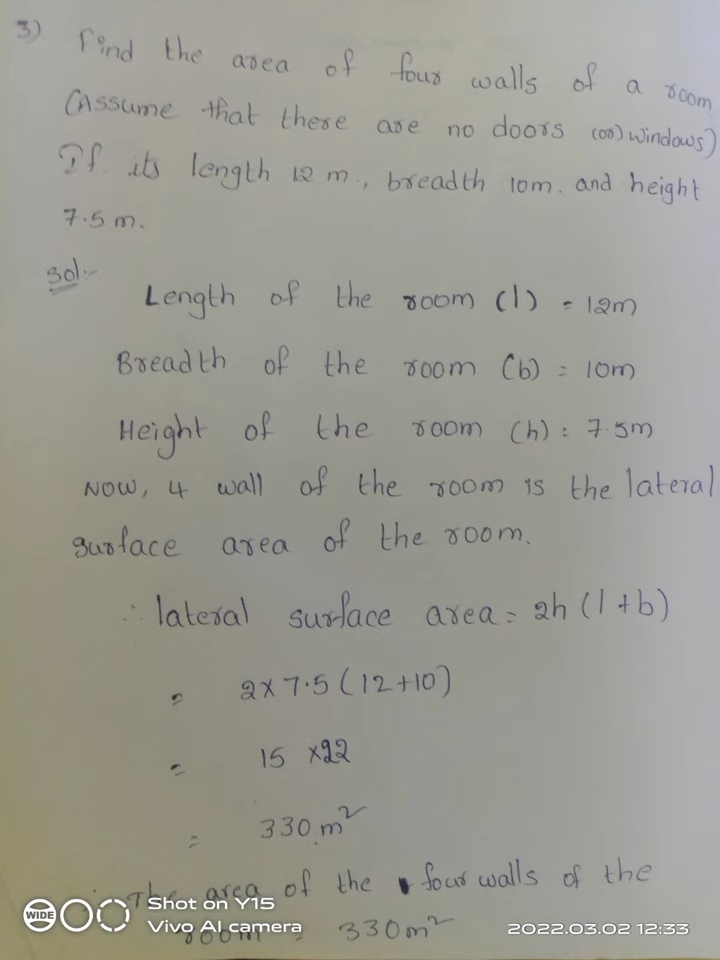 3) Find the area of four walls of a room
(Assume that there are no doors (or) windows)
If its length 12 m., breadth 10m. and height
7.5 m.
Sol:-
Length of the room (l) = 12m
Breadth of the room (b) = 10m
Height of the room (h) = 7.5m
Now, 4 wall of the room is the lateral
surface area of the room.
∴ lateral surface area = 2h (l + b)
= 2x 7.5 (12+10)
= 15 x22
= 330 m²
The area of the four walls of the
room = 330m²
WIDE
Shot on Y15
Vivo AI camera
2022.03.02 12:33